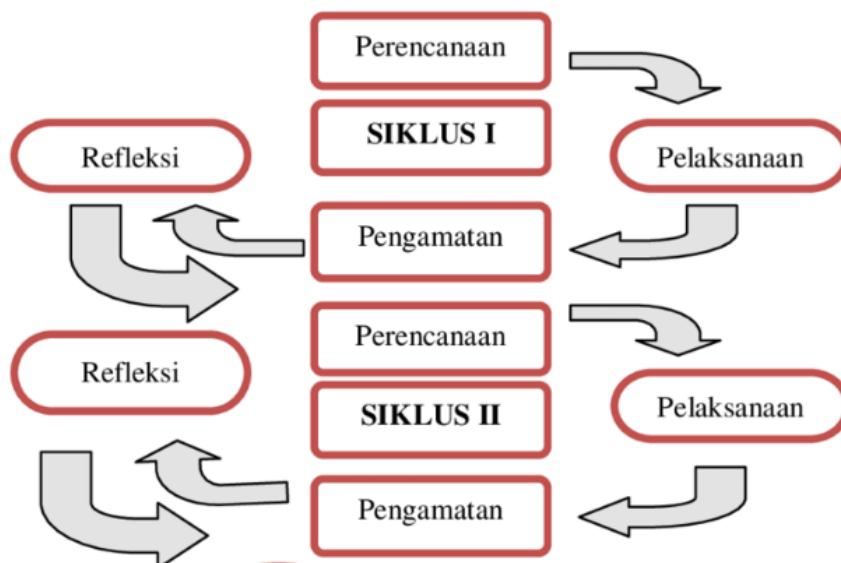 Perencanaan
SIKLUS I
Refleksi
Pelaksanaan
Pengamatan
Perencanaan
Refleksi
SIKLUS II
Pelaksanaan
Pengamatan